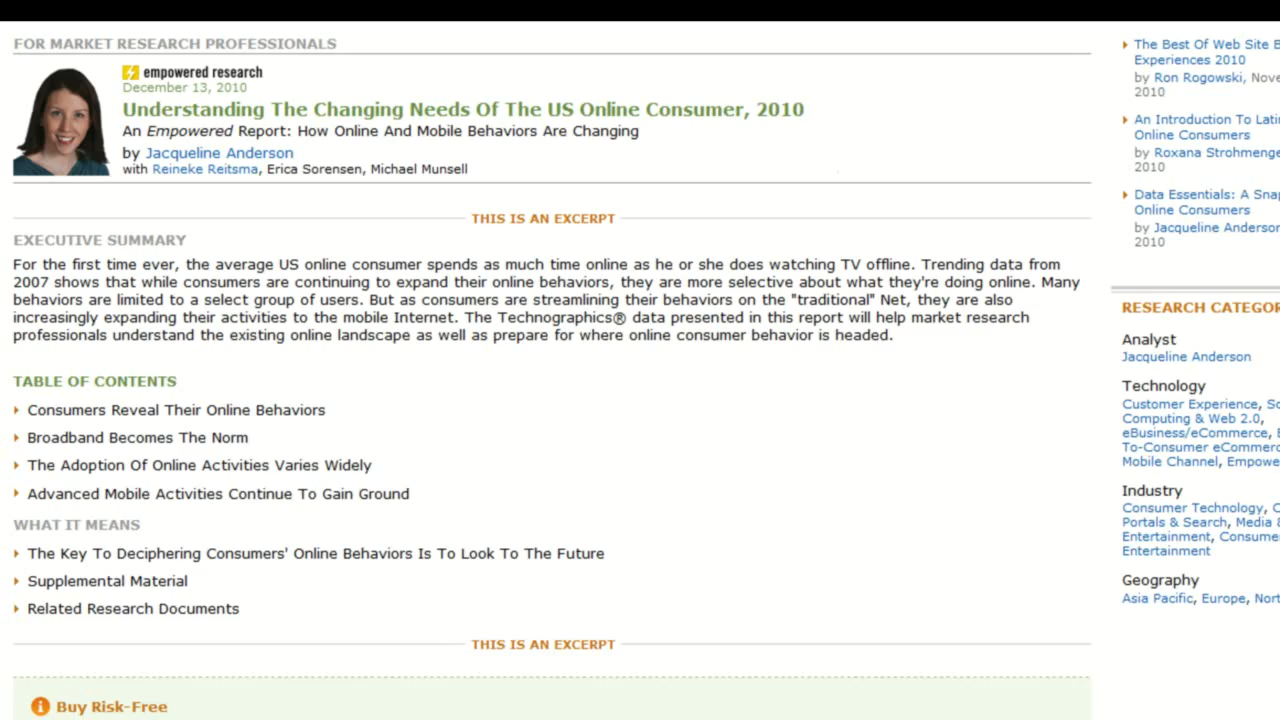 FOR MARKET RESEARCH PROFESSIONALS
empowered research
December 13, 2010
Understanding The Changing Needs Of The US Online Consumer, 2010
An Empowered Report: How Online And Mobile Behaviors Are Changing
by Jacqueline Anderson
with Reineke Reitsma, Erica Sorensen, Michael Munsell
THIS IS AN EXCERPT
EXECUTIVE SUMMARY
For the first time ever, the average US online consumer spends as much time online as he or she does watching TV offline. Trending data from
2007 shows that while consumers are continuing to expand their online behaviors, they are more selective about what they're doing online. Many
behaviors are limited to a select group of users. But as consumers are streamlining their behaviors on the "traditional" Net, they are also
increasingly expanding their activities to the mobile Internet. The Technographics® data presented in this report will help market research
professionals understand the existing online landscape as well as prepare for where online consumer behavior is headed.
TABLE OF CONTENTS
Consumers Reveal Their Online Behaviors
Broadband Becomes The Norm
The Adoption Of Online Activities Varies Widely
Advanced Mobile Activities Continue To Gain Ground
WHAT IT MEANS
The Key To Deciphering Consumers' Online Behaviors Is To Look To The Future
Supplemental Material
Related Research Documents
THIS IS AN EXCERPT
Buy Risk-Free
The Best Of Web Site
Experiences 2010
by Ron Rogowski,
2010
An Introduction To
Online Consumers
by Roxana
2010
Data Essentials: A
Online Consumers
by Jacqueline Anderson
2010
RESEARCH
Analyst
Jacqueline Anderson
Technology
Customer Experience,
Computing & Web 2.0,
eBusiness/eCommerce,
To-Consumer
Mobile Channel,
Industry
Consumer Technology,
Portals & Search, Media
Entertainment,
Entertainment
Geography
Asia Pacific, Europe,